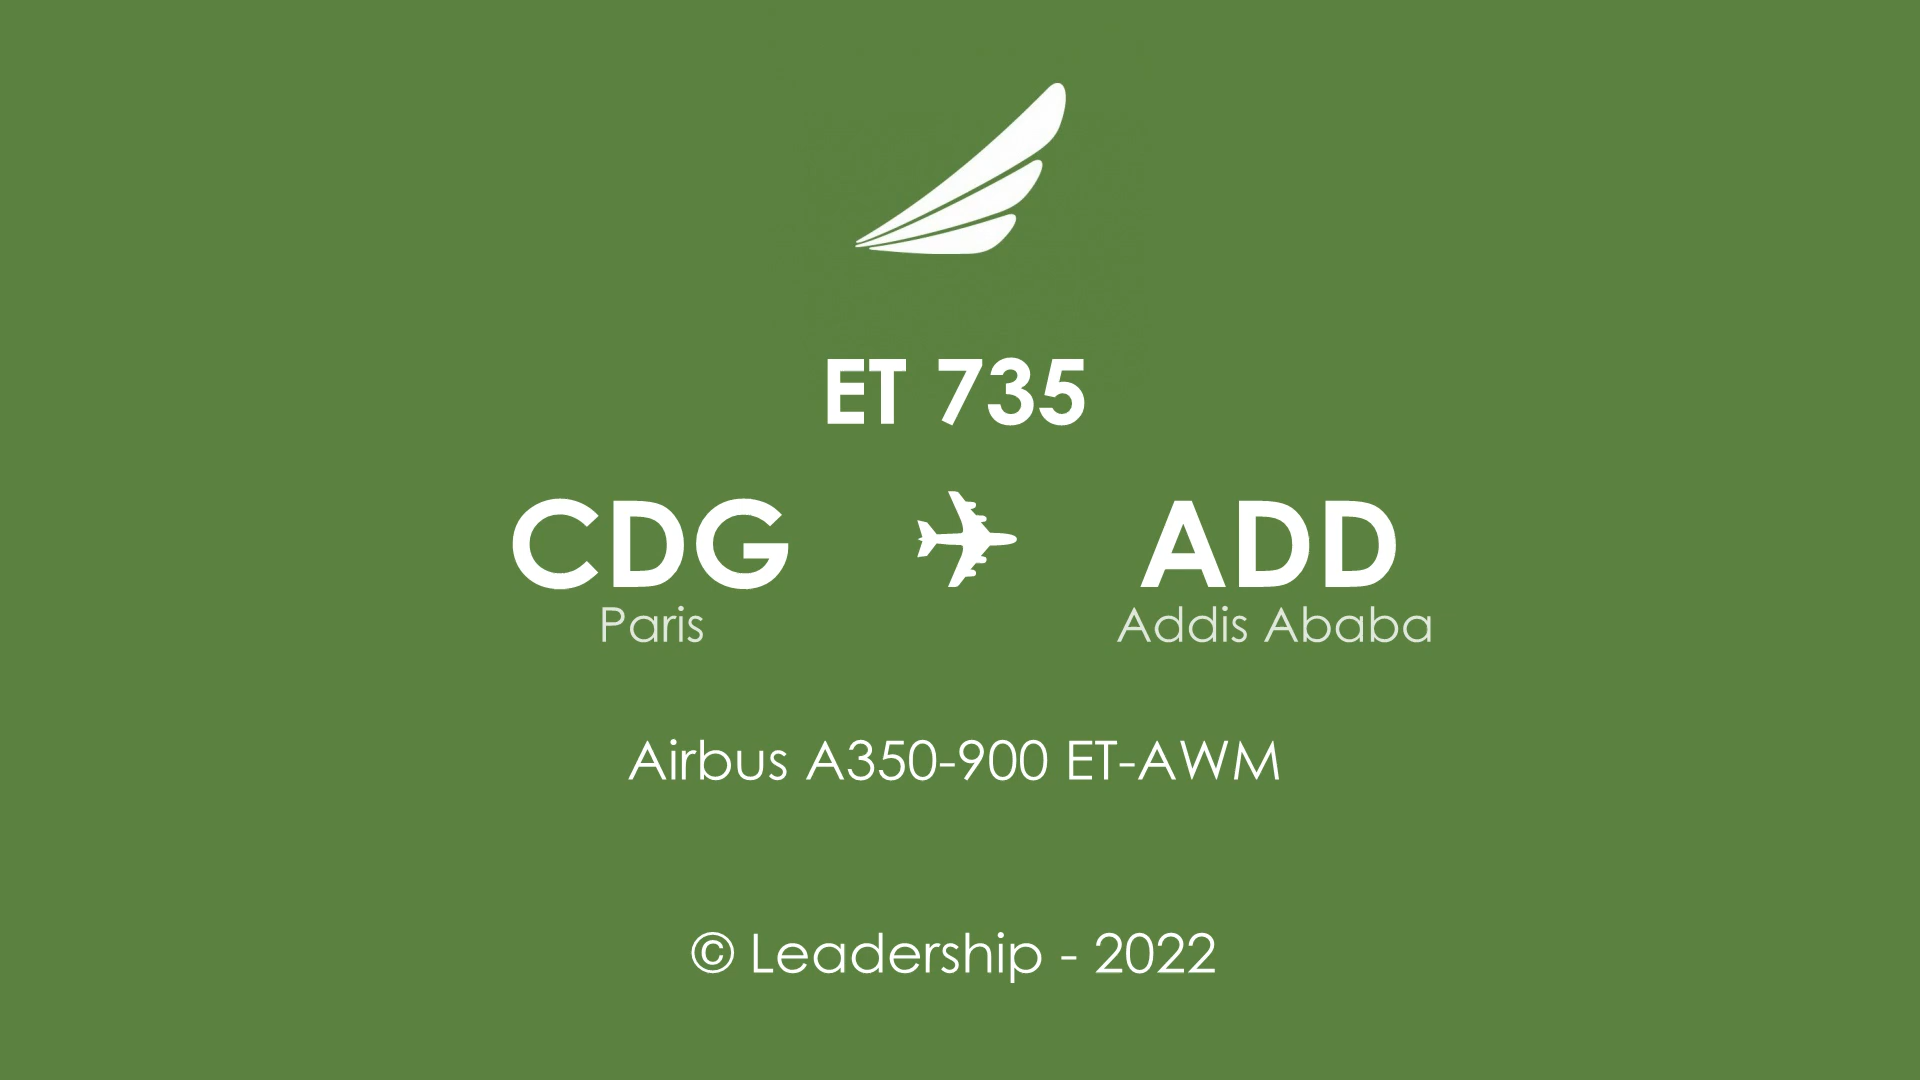 ET 735
CDG ADD
Paris Addis Ababa
Airbus A350-900 ET-AWM
© Leadership - 2022